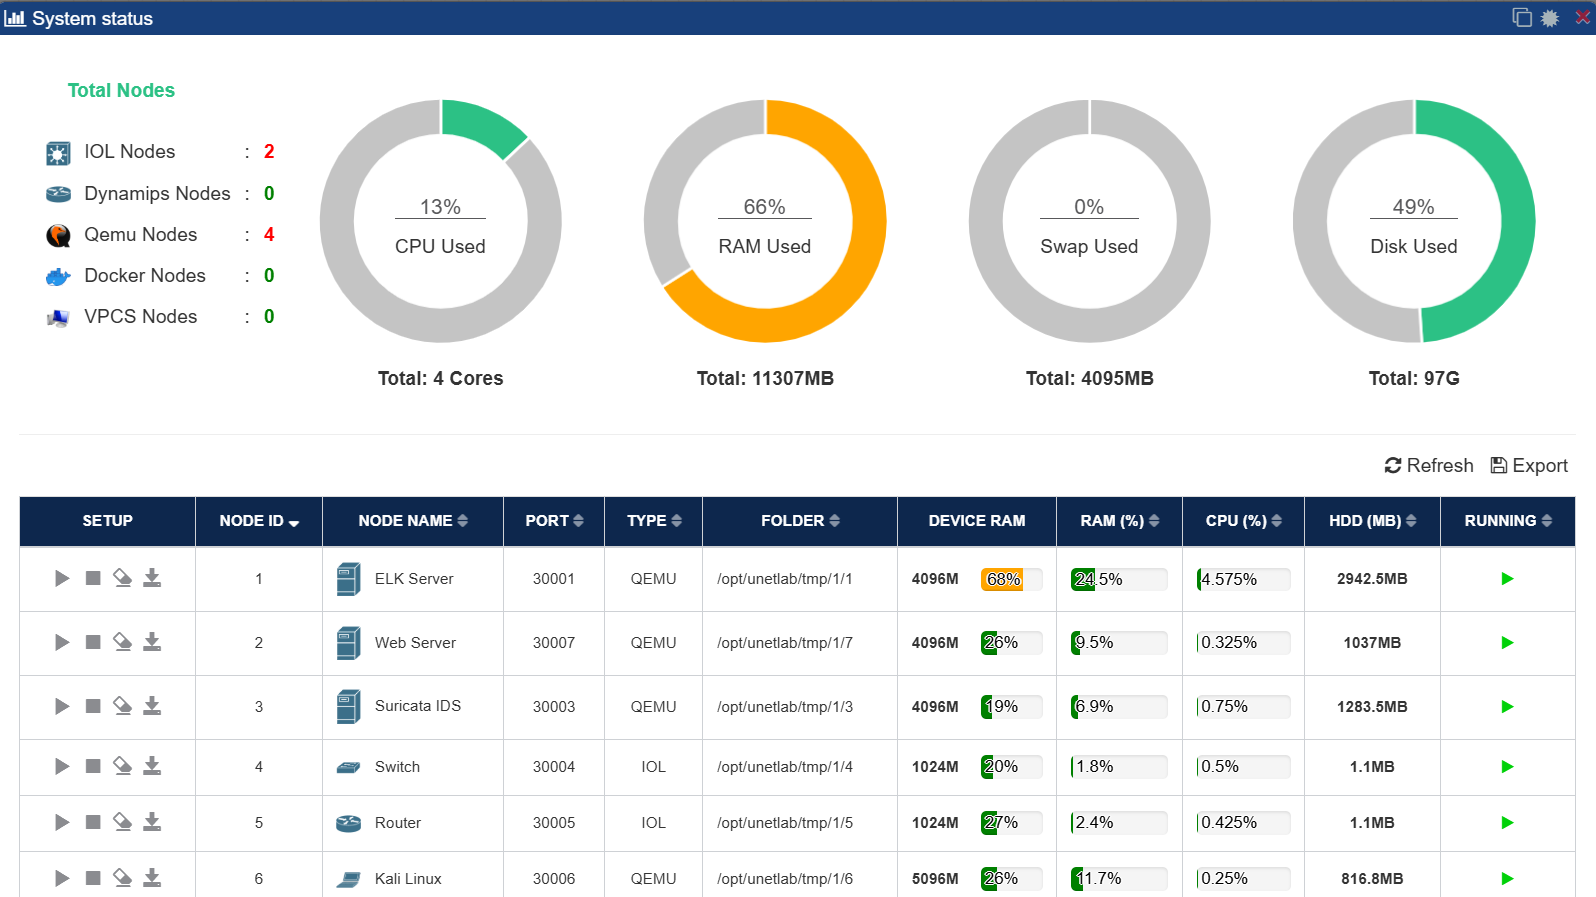 System status
Total Nodes
IOL Nodes : 2
Dynamips Nodes : 0
Qemu Nodes : 4
Docker Nodes : 0
VPCS Nodes : 0
13%
CPU Used
Total: 4 Cores
66%
RAM Used
Total: 11307MB
0%
Swap Used
Total: 4095MB
49%
Disk Used
Total: 97G
Refresh Export
SETUP NODE ID NODE NAME PORT TYPE FOLDER DEVICE RAM RAM (%) CPU (%) HDD (MB) RUNNING
1 ELK Server 30001 QEMU /opt/unetlab/tmp/1/1 4096M 68% 24.5% 4.575% 2942.5MB
2 Web Server 30007 QEMU /opt/unetlab/tmp/1/7 4096M 26% 9.5% 0.325% 1037MB
3 Suricata IDS 30003 QEMU /opt/unetlab/tmp/1/3 4096M 19% 6.9% 0.75% 1283.5MB
4 Switch 30004 IOL /opt/unetlab/tmp/1/4 1024M 20% 1.8% 0.5% 1.1MB
5 Router 30005 IOL /opt/unetlab/tmp/1/5 1024M 27% 2.4% 0.425% 1.1MB
6 Kali Linux 30006 QEMU /opt/unetlab/tmp/1/6 5096M 26% 11.7% 0.25% 816.8MB